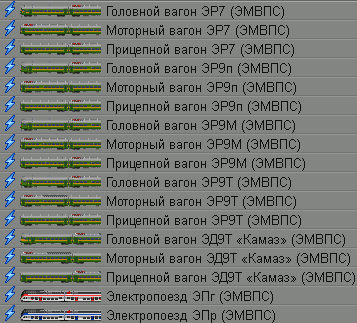 Головной вагон ЭР7 (ЭМВПС)
Моторный вагон ЭР7 (ЭМВПС)
Прицепной вагон ЭР7 (ЭМВПС)
Головной вагон ЭР9п (ЭМВПС)
Моторный вагон ЭР9п (ЭМВПС)
Прицепной вагон ЭР9п (ЭМВПС)
Головной вагон ЭР9М (ЭМВПС)
Моторный вагон ЭР9М (ЭМВПС)
Прицепной вагон ЭР9М (ЭМВПС)
Головной вагон ЭР9Т (ЭМВПС)
Моторный вагон ЭР9Т (ЭМВПС)
Прицепной вагон ЭР9Т (ЭМВПС)
Головной вагон ЭД9Т «Камаз» (ЭМВПС)
Моторный вагон ЭД9Т «Камаз» (ЭМВПС)
Прицепной вагон ЭД9Т «Камаз» (ЭМВПС)
Электропоезд ЭПг (ЭМВПС)
Электропоезд ЭПр (ЭМВПС)